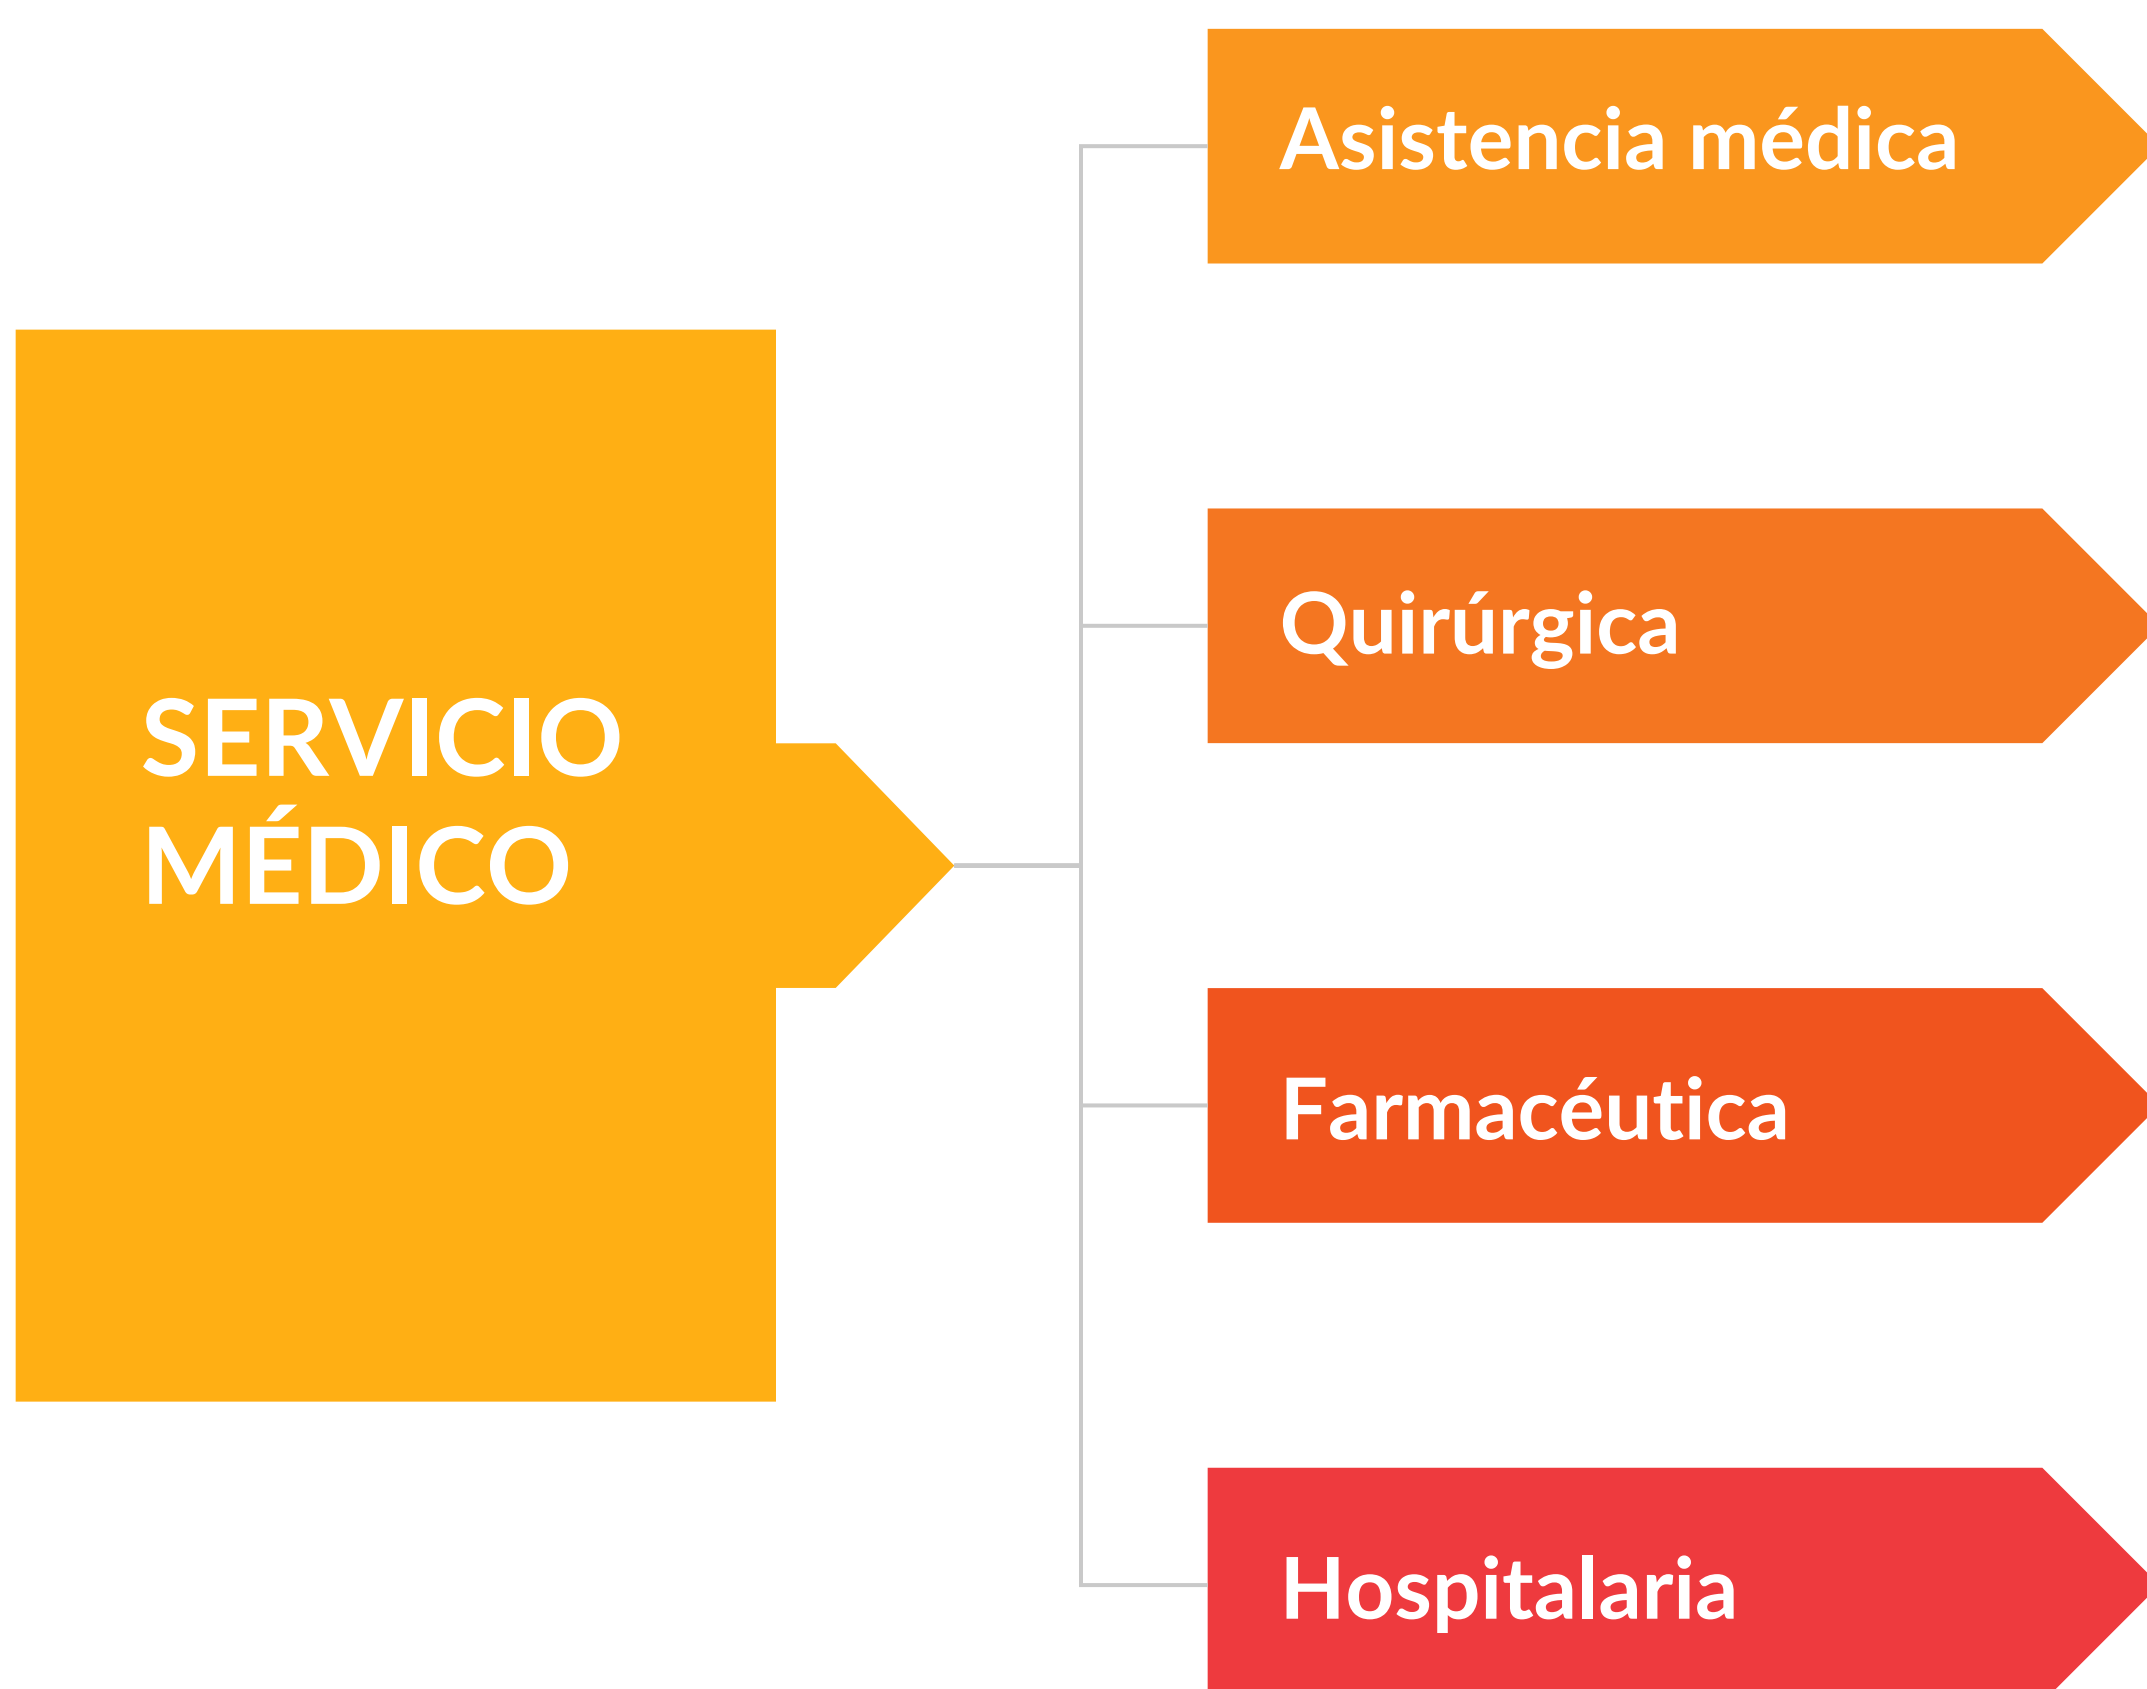 SERVICIO
MÉDICO
Asistencia médica
Quirúrgica
Farmacéutica
Hospitalaria